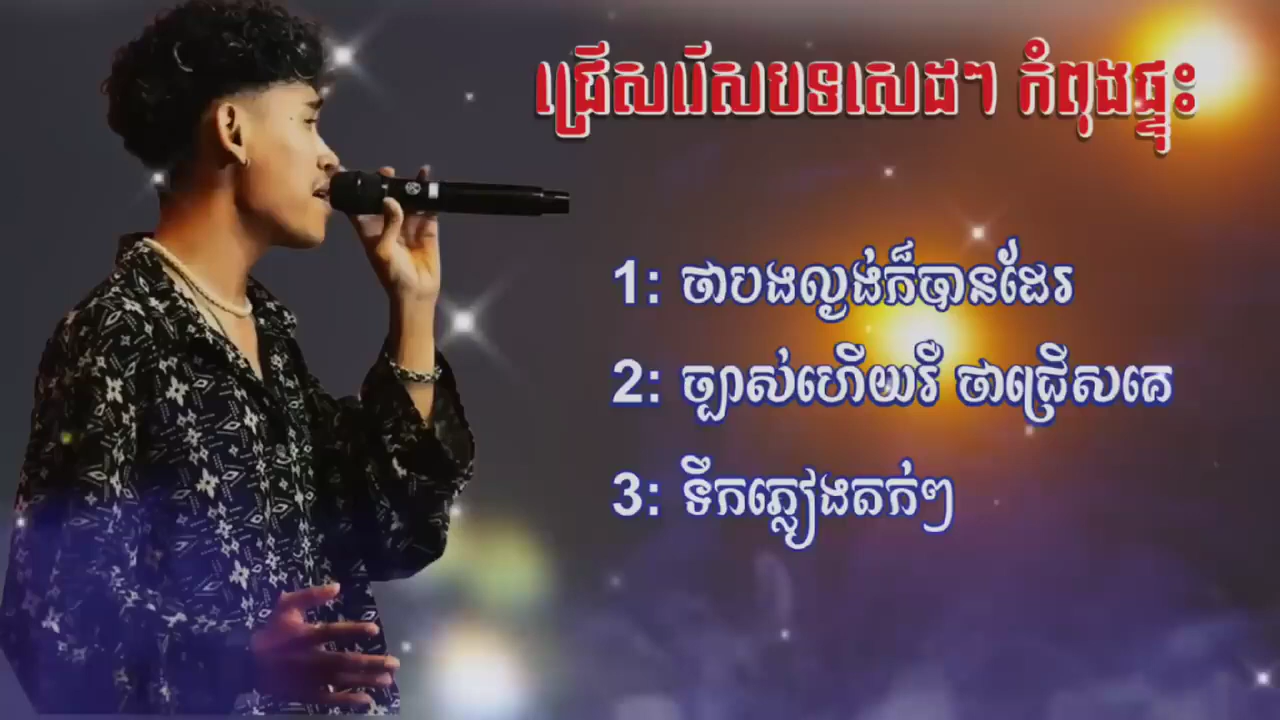 ជ្រើសរើសបទសេដៗ កំពុងផ្ទុះ
1: ថាបងល្ងង់ក៏បានដែរ
2: ច្បាស់ហើយរឺ ថាជ្រើសគេ
3: ទឹកភ្លៀងតក់ៗ